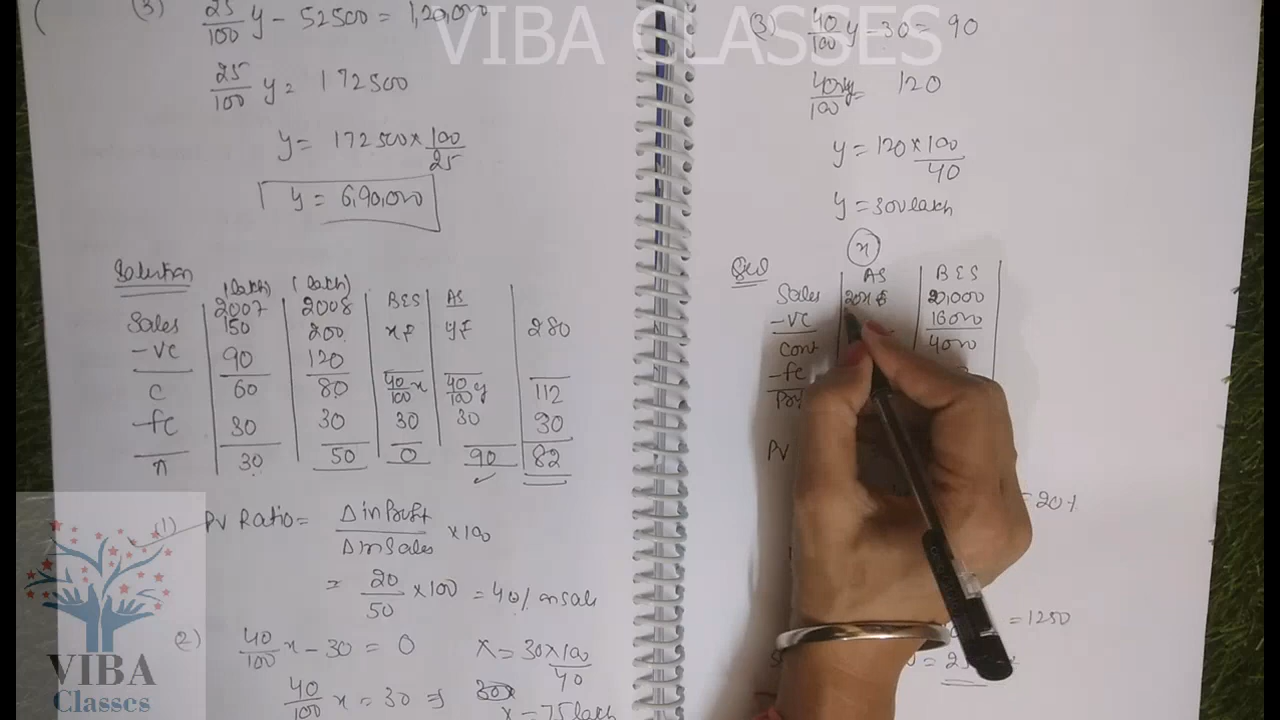 VIBA CLASSES
(3) 25/100 y - 52500 = 1,20,000
25/100 y = 172500
y = 172500 × 100/25
y = 6,90,000
Solution
(Lakh) (Lakh)
2007 2008 BES AS
Sales 150 200 x₹ y₹ 280
- VC 90 120
C 60 80 40/100 x 40/100 y 112
- fc 30 30 30 30 30
π 30 50 0 90 82
(1) PV Ratio = Δ in Profit / Δ in Sales × 100
= 20/50 × 100 = 40% on sale
(2) 40/100 x - 30 = 0
40/100 x = 30 ⇒
x = 30 × 100/40
x = 75 lakh
(3) 40/100 y - 30 = 90
40y/100 = 120
y = 120 × 100/40
y = 300 lakh
(x)
AS BES
Sales 20x 20,000
- VC 16000
Cont 4000
- fc
PV
= 20%
= 1250
VIBA
Classes